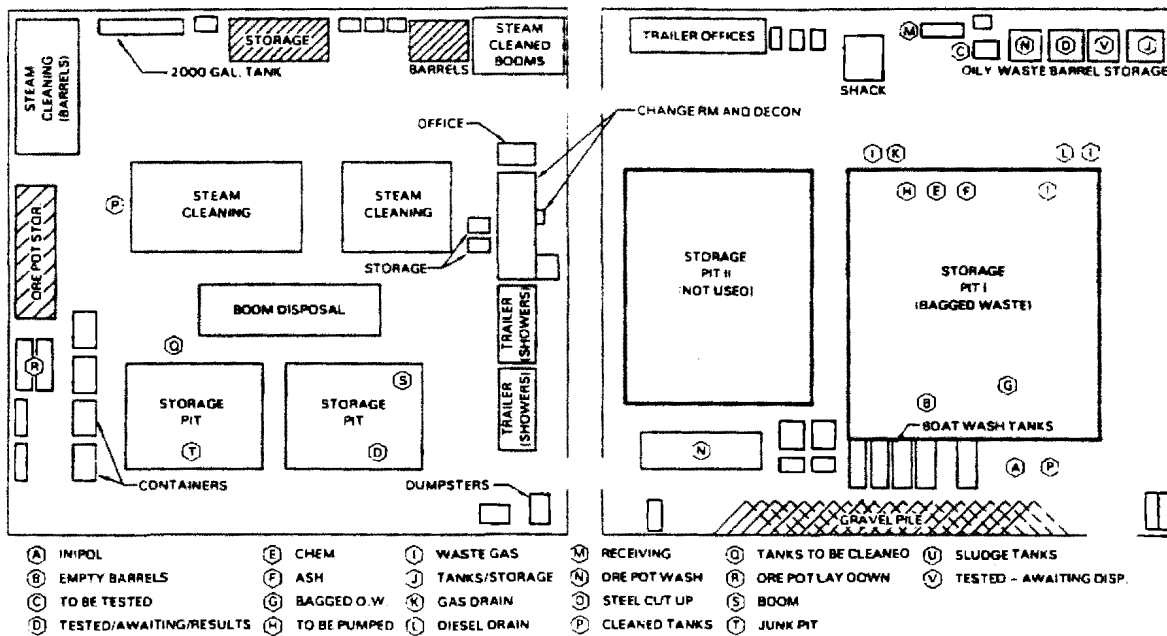 STEAM
CLEANING
(BARRELS)
2000 GAL. TANK
STORAGE
BARRELS
STEAM
CLEANED
BOOMS
OFFICE
CHANGE RM AND DECON
P
STEAM
CLEANING
STEAM
CLEANING
ORE POT STOR
STORAGE
BOOM DISPOSAL
TRAILER
(SHOWERS)
TRAILER
(SHOWERS)
Q
R
STORAGE
PIT
T
S
STORAGE
PIT
D
CONTAINERS
DUMPSTERS
TRAILER OFFICES
SHACK
M
C
N
D
V
J
OILY WASTE BARREL STORAGE
I
K
L
I
H
E
F
I
STORAGE
PIT II
(NOT USED)
STORAGE
PIT I
(BAGGED WASTE)
G
B
BOAT WASH TANKS
N
A
P
GRAVEL PILE
A INIPOL
B EMPTY BARRELS
C TO BE TESTED
D TESTED/AWAITING/RESULTS
E CHEM
F ASH
G BAGGED O.W.
H TO BE PUMPED
I WASTE GAS
J TANKS/STORAGE
K GAS DRAIN
L DIESEL DRAIN
M RECEIVING
N ORE POT WASH
O STEEL CUT UP
P CLEANED TANKS
Q TANKS TO BE CLEANED
R ORE POT LAY DOWN
S BOOM
T JUNK PIT
U SLUDGE TANKS
V TESTED – AWAITING DISP.